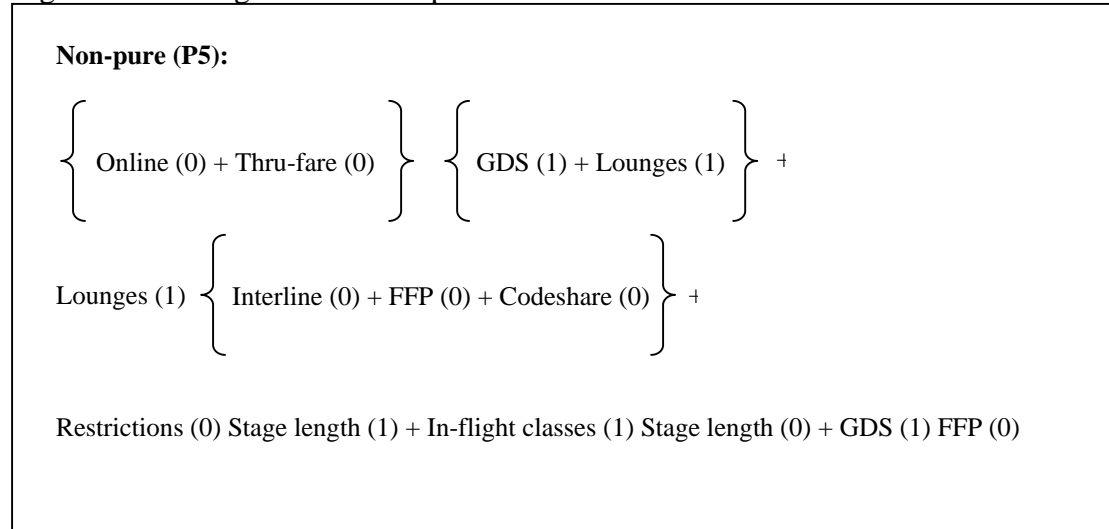 Non-pure (P5):
{ Online (0) + Thru-fare (0) } { GDS (1) + Lounges (1) } +
Lounges (1) { Interline (0) + FFP (0) + Codeshare (0) } +
Restrictions (0) Stage length (1) + In-flight classes (1) Stage length (0) + GDS (1) FFP (0)